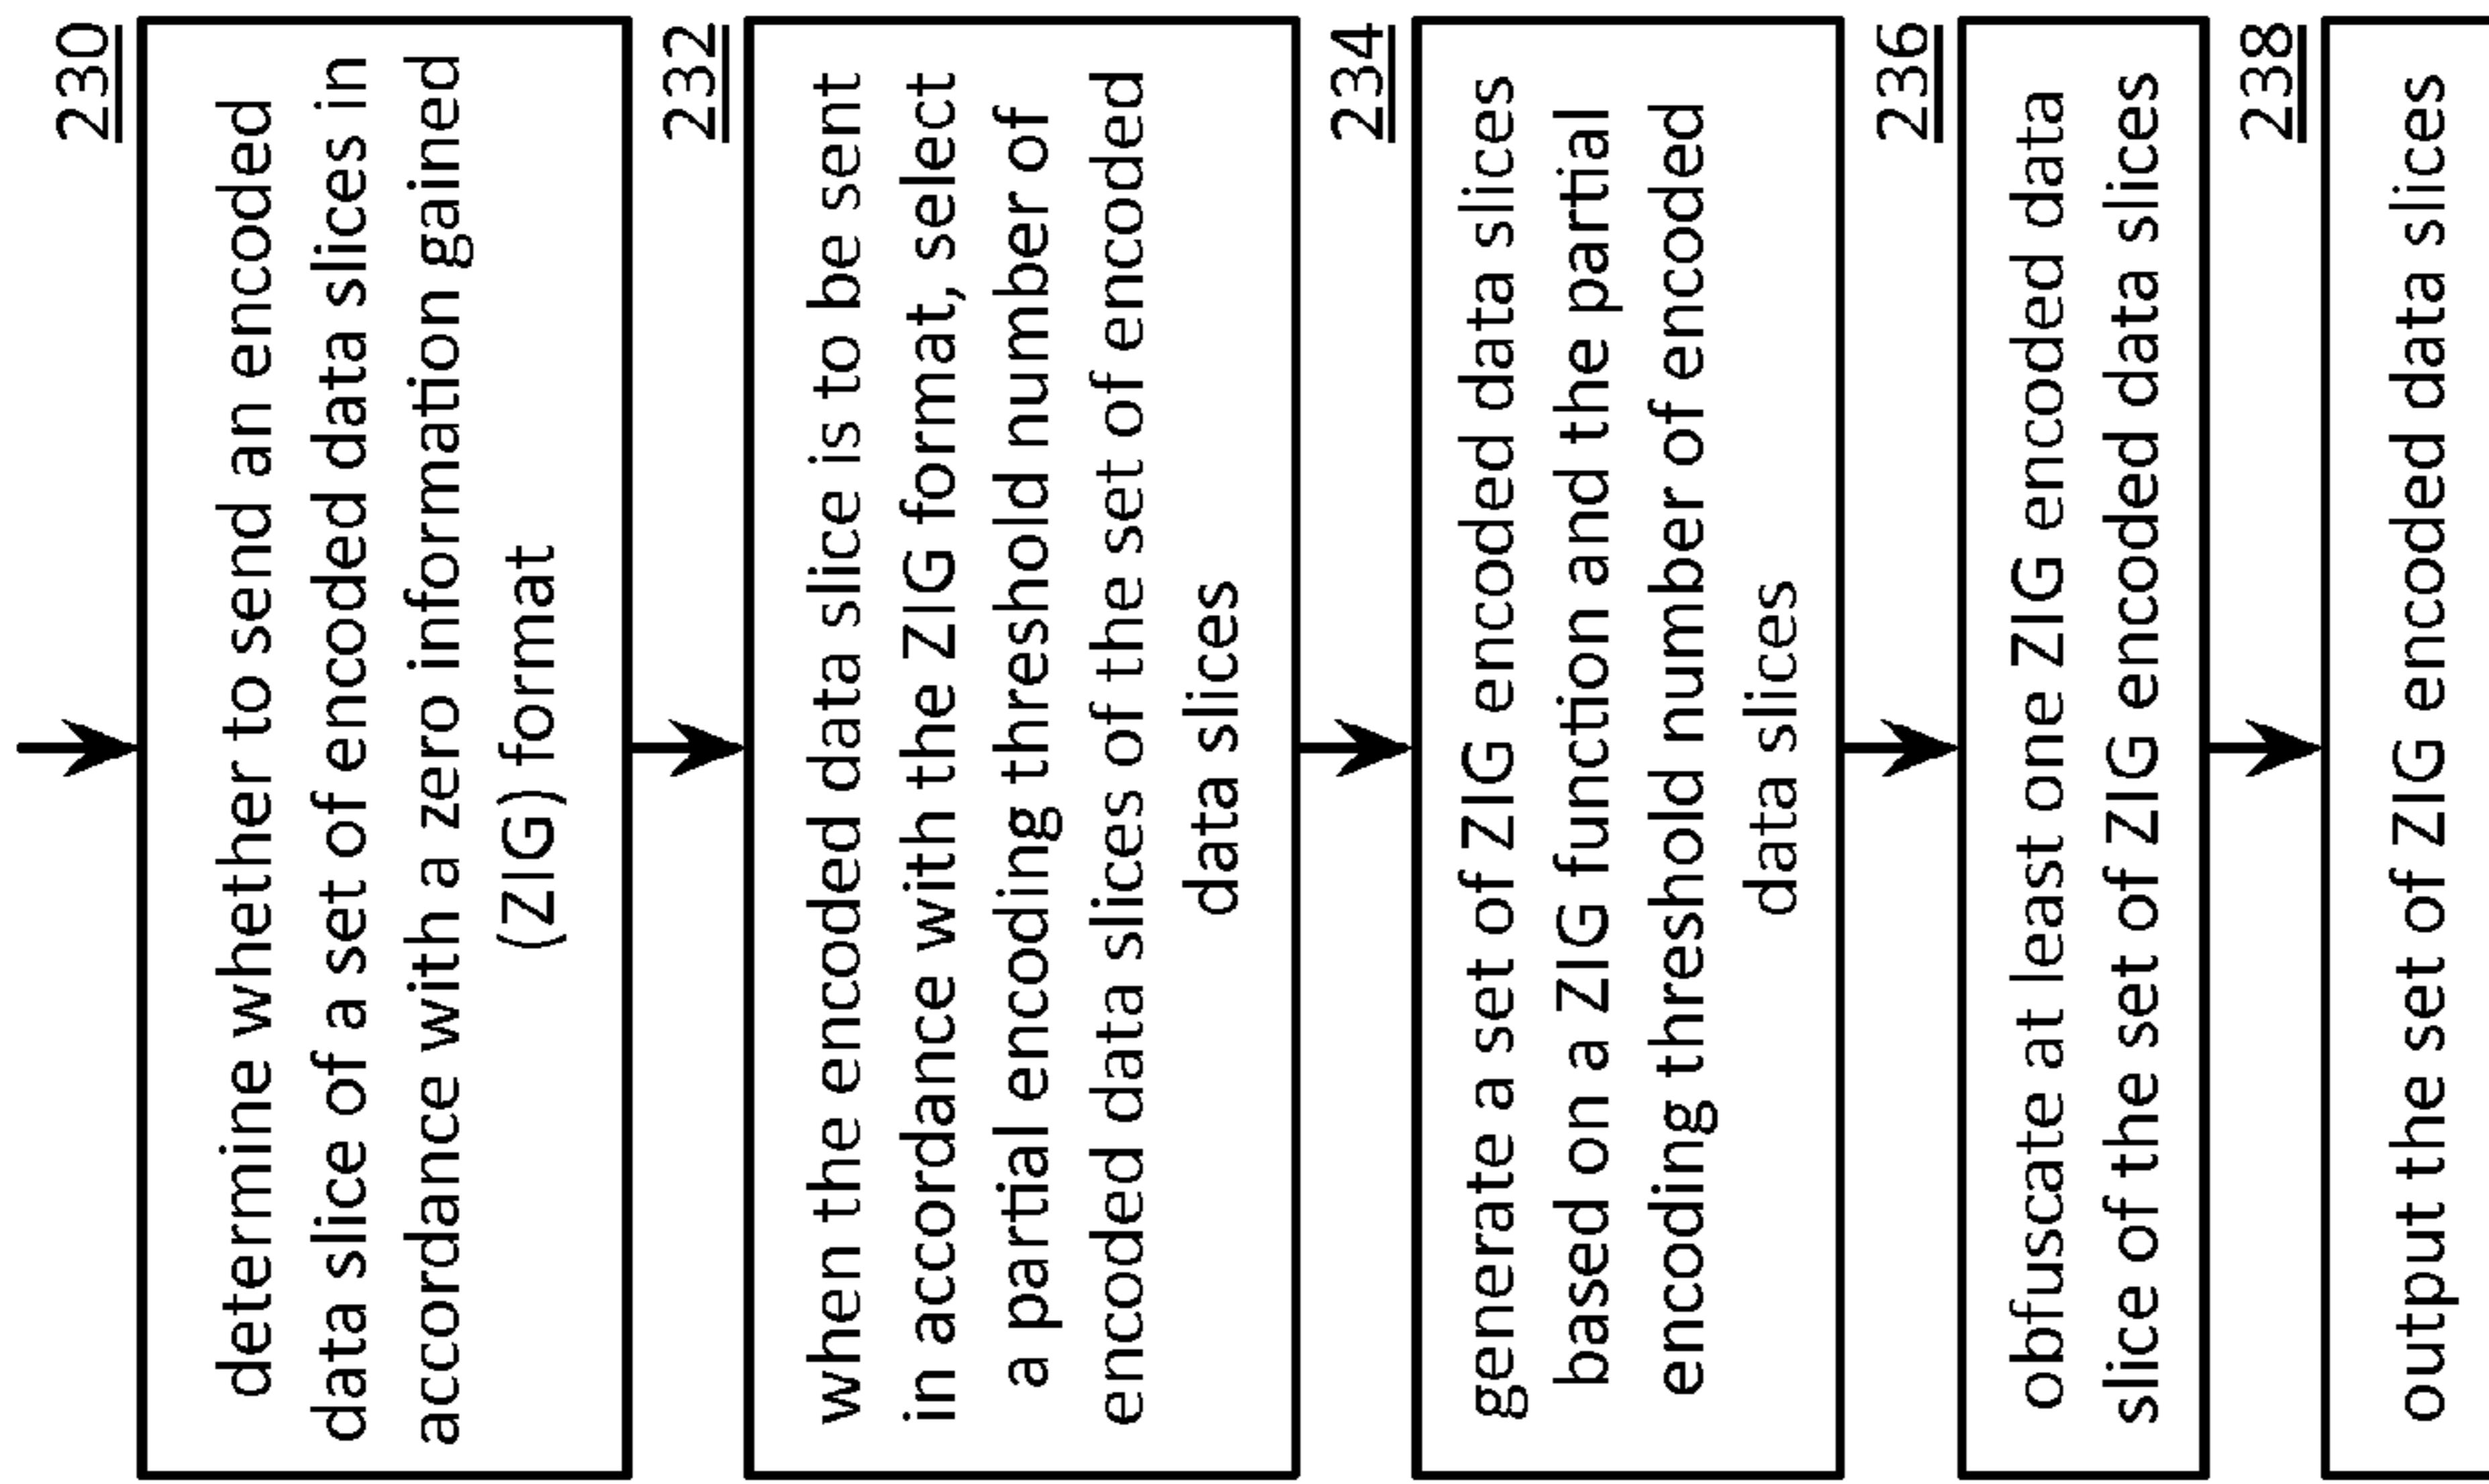 230
determine whether to send an encoded
data slice of a set of encoded data slices in
accordance with a zero information gained
(ZIG) format
232
when the encoded data slice is to be sent
in accordance with the ZIG format, select
a partial encoding threshold number of
encoded data slices of the set of encoded
data slices
234
generate a set of ZIG encoded data slices
based on a ZIG function and the partial
encoding threshold number of encoded
data slices
236
obfuscate at least one ZIG encoded data
slice of the set of ZIG encoded data slices
238
output the set of ZIG encoded data slices